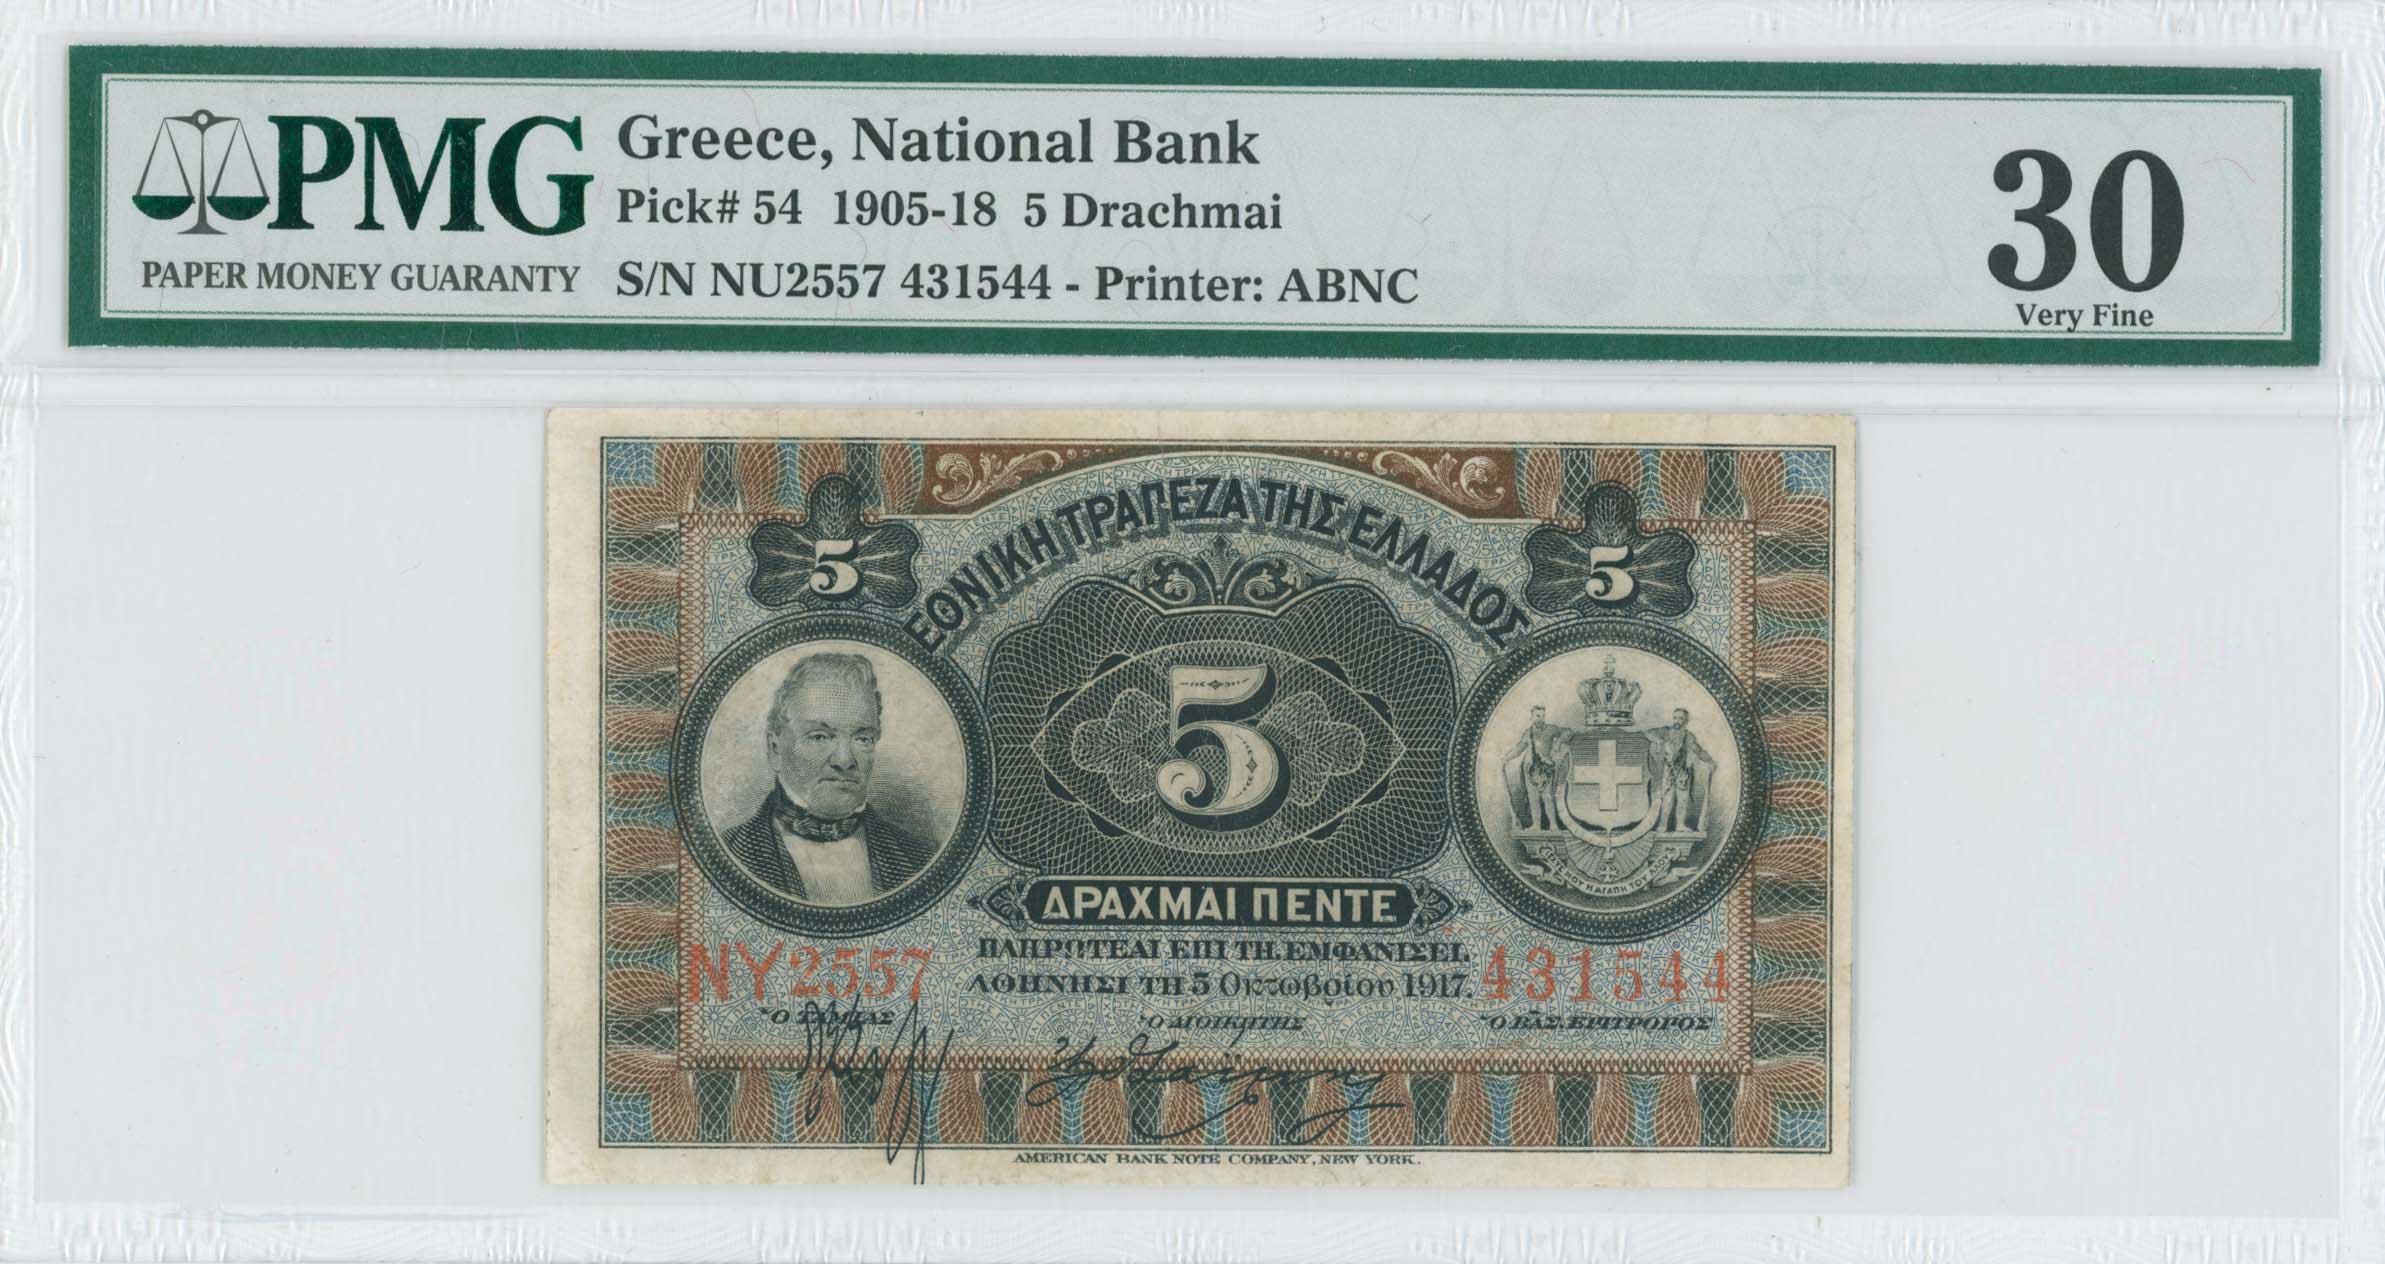 PMG
PAPER MONEY GUARANTY
Greece, National Bank
Pick# 54 1905-18 5 Drachmai
S/N NU2557 431544 - Printer: ABNC
30
Very Fine
ΕΘΝΙΚΗ ΤΡΑΠΕΖΑ ΤΗΣ ΕΛΛΑΔΟΣ
5 5
5
ΔΡΑΧΜΑΙ ΠΕΝΤΕ
ΠΛΗΡΩΤΕΑΙ ΕΠΙ ΤΗ ΕΜΦΑΝΙΣΕΙ.
NY2557 ΑΘΗΝΗΣΙ ΤΗ 5 Οκτωβρίου 1917. 431544
Ο ΔΙΟΙΚΗΤΗΣ Ο ΒΑΣ. ΕΠΙΤΡΟΠΟΣ
AMERICAN BANK NOTE COMPANY, NEW YORK.